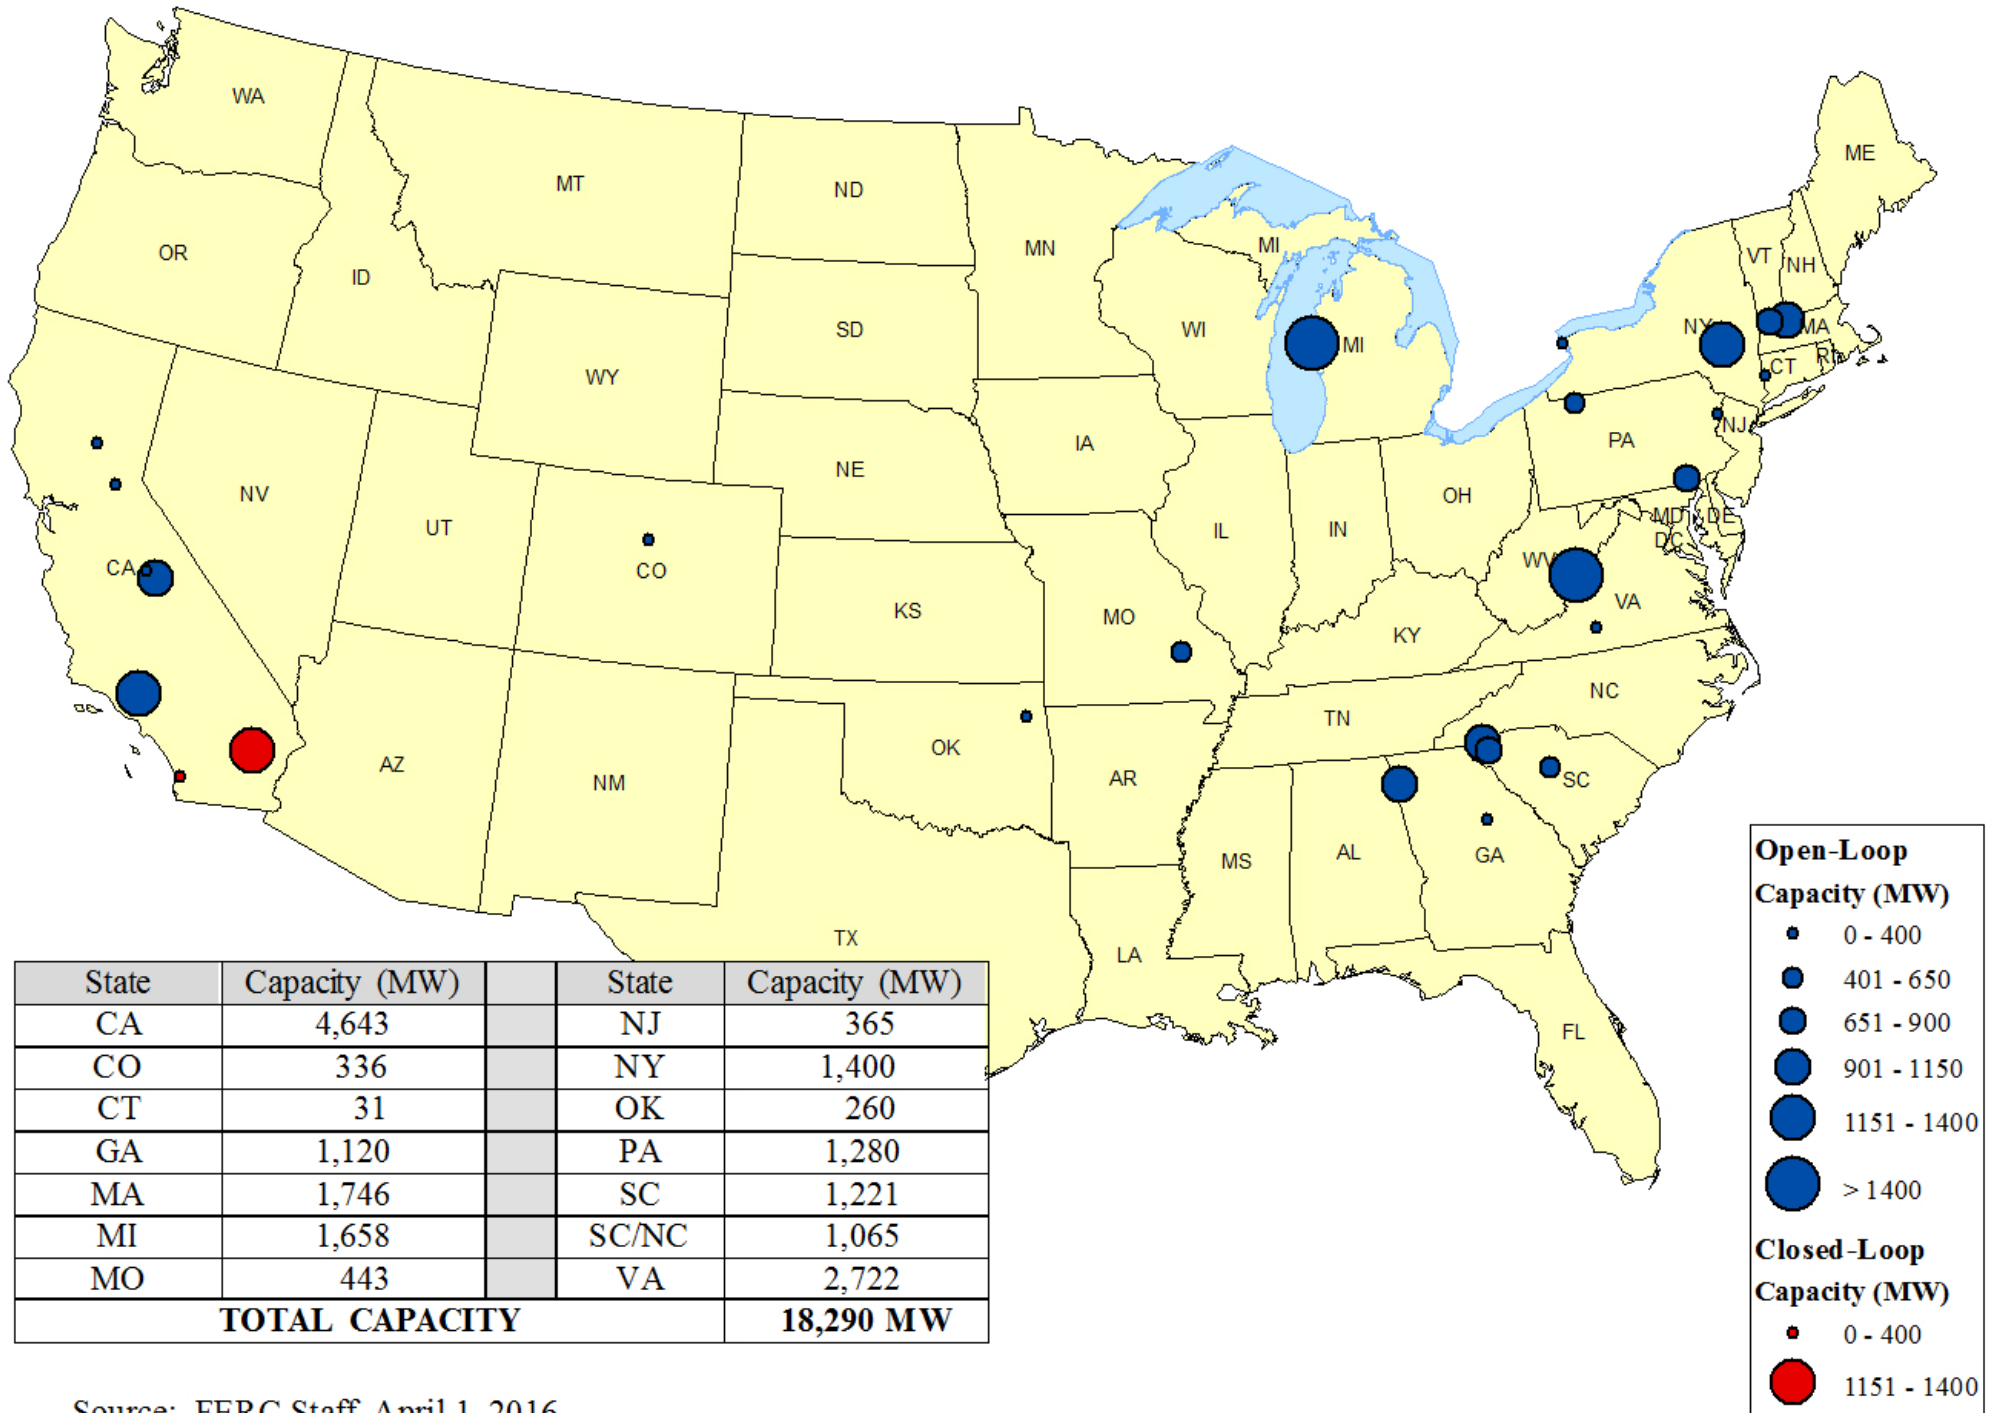 WA
ME
MT
ND
OR
MN
VT
NH
ID
MI
SD
WI
NY
MA
MI
WY
CT
RI
NJ
PA
IA
NE
NV
OH
UT
IL
IN
MD
DE
DC
WV
CA
CO
KS
MO
VA
KY
NC
TN
OK
AZ
AR
SC
NM
MS
AL
GA
TX
LA
FL
Open-Loop
Capacity (MW)
0 - 400
401 - 650
651 - 900
901 - 1150
1151 - 1400
> 1400
Closed-Loop
Capacity (MW)
0 - 400
1151 - 1400
State Capacity (MW) State Capacity (MW)
CA 4,643 NJ 365
CO 336 NY 1,400
CT 31 OK 260
GA 1,120 PA 1,280
MA 1,746 SC 1,221
MI 1,658 SC/NC 1,065
MO 443 VA 2,722
TOTAL CAPACITY 18,290 MW
Source: FERC Staff, April 1, 2016